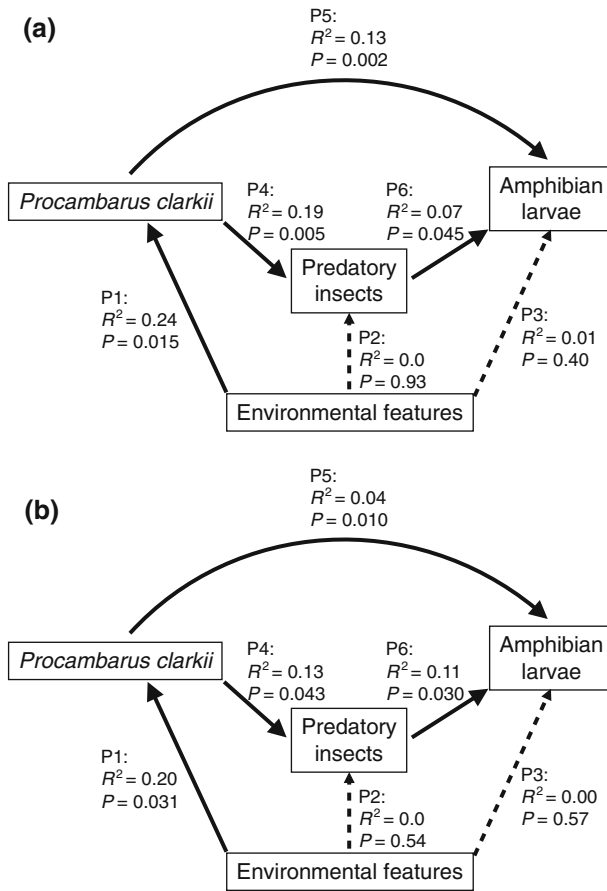 (a)
P5:
R² = 0.13
P = 0.002
Procambarus clarkii
P4:
R² = 0.19
P = 0.005
P6:
R² = 0.07
P = 0.045
Amphibian
larvae
Predatory
insects
P1:
R² = 0.24
P = 0.015
P2:
R² = 0.0
P = 0.93
P3:
R² = 0.01
P = 0.40
Environmental features
(b)
P5:
R² = 0.04
P = 0.010
Procambarus clarkii
P4:
R² = 0.13
P = 0.043
P6:
R² = 0.11
P = 0.030
Amphibian
larvae
Predatory
insects
P1:
R² = 0.20
P = 0.031
P2:
R² = 0.0
P = 0.54
P3:
R² = 0.00
P = 0.57
Environmental features